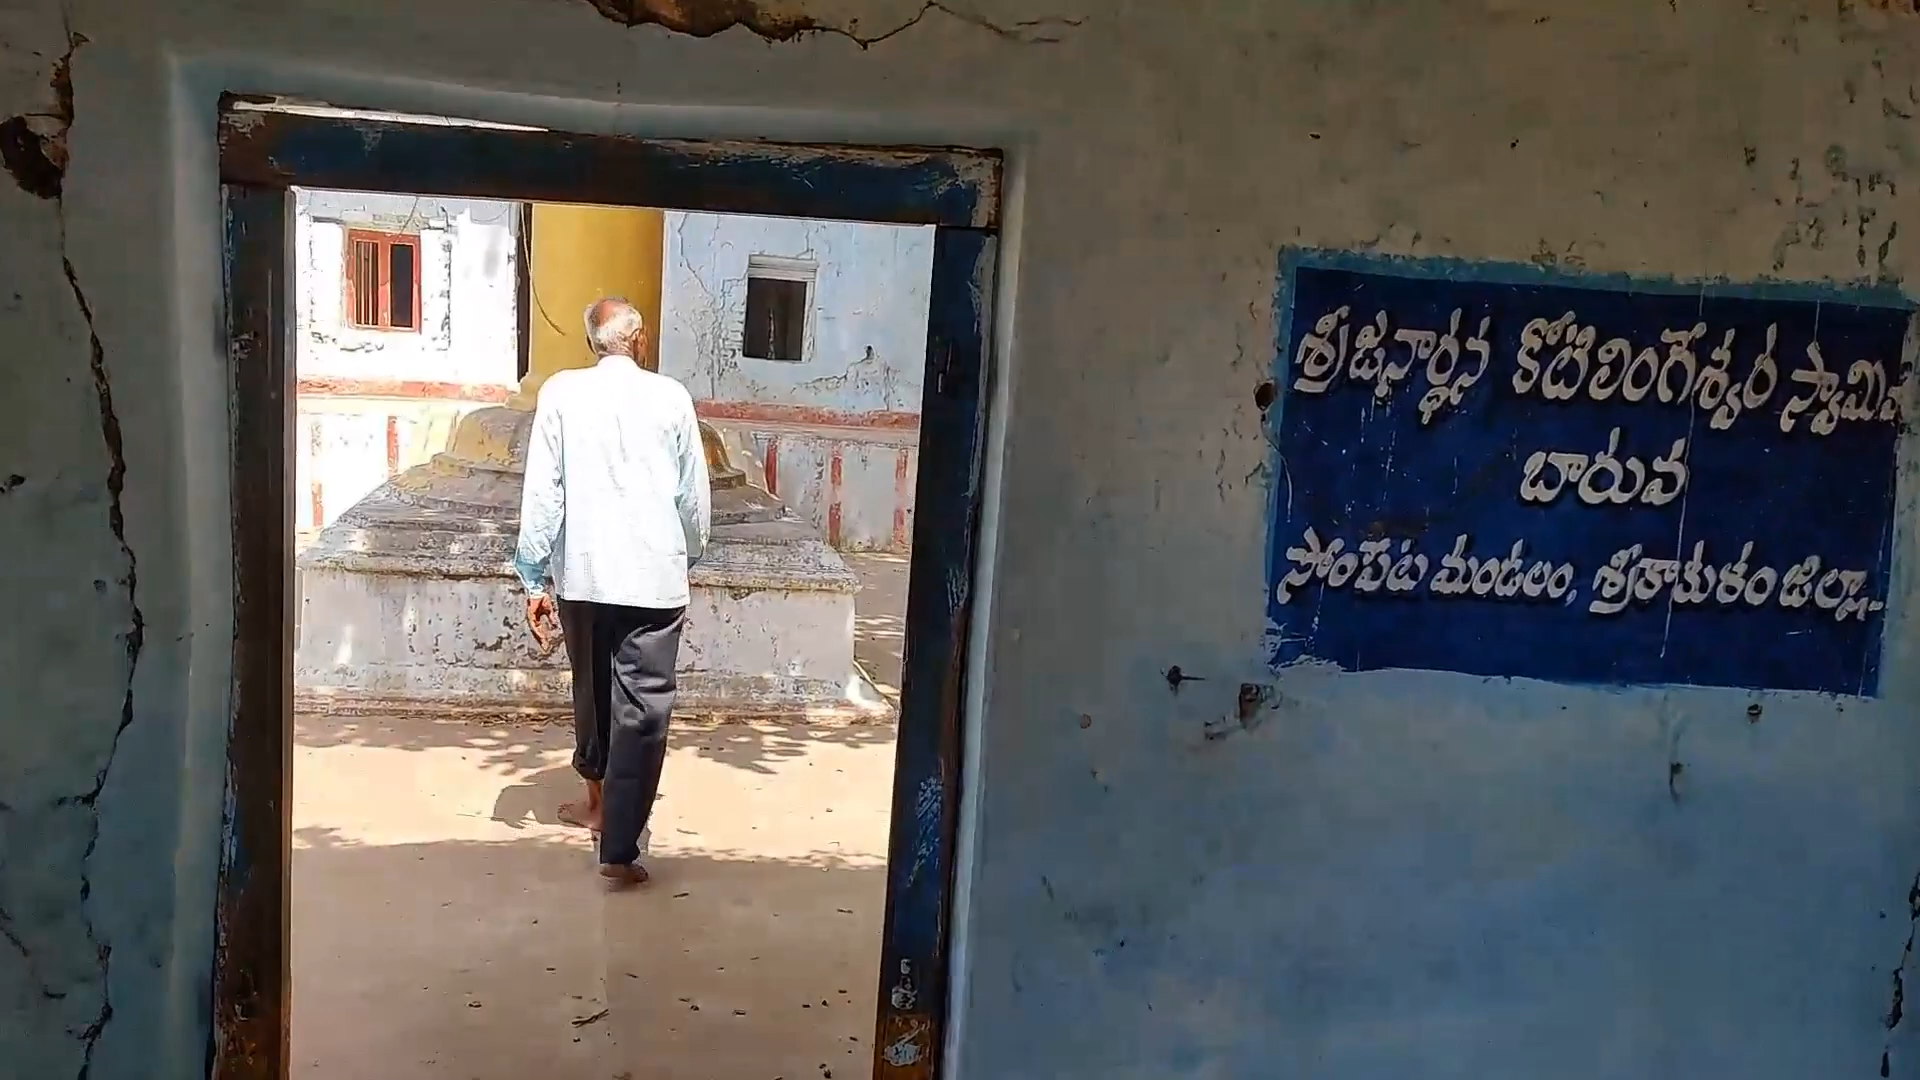 శ్రీజనార్ధన కోటిలింగేశ్వర స్వామి
బారువ
సోంపేట మండలం, శ్రీకాకుళం జిల్లా-